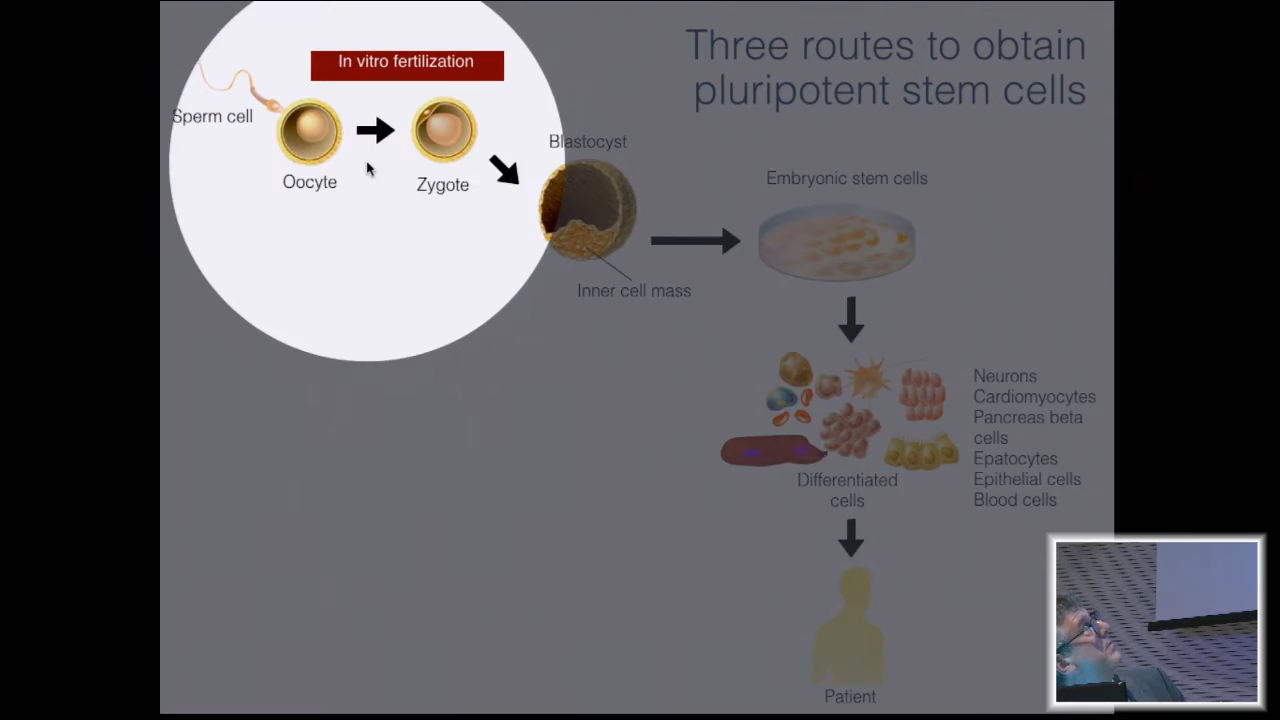 Three routes to obtain
pluripotent stem cells
In vitro fertilization
Sperm cell
Oocyte
Zygote
Blastocyst
Inner cell mass
Embryonic stem cells
Neurons
Cardiomyocytes
Pancreas beta
cells
Epatocytes
Epithelial cells
Blood cells
Differentiated
cells
Patient